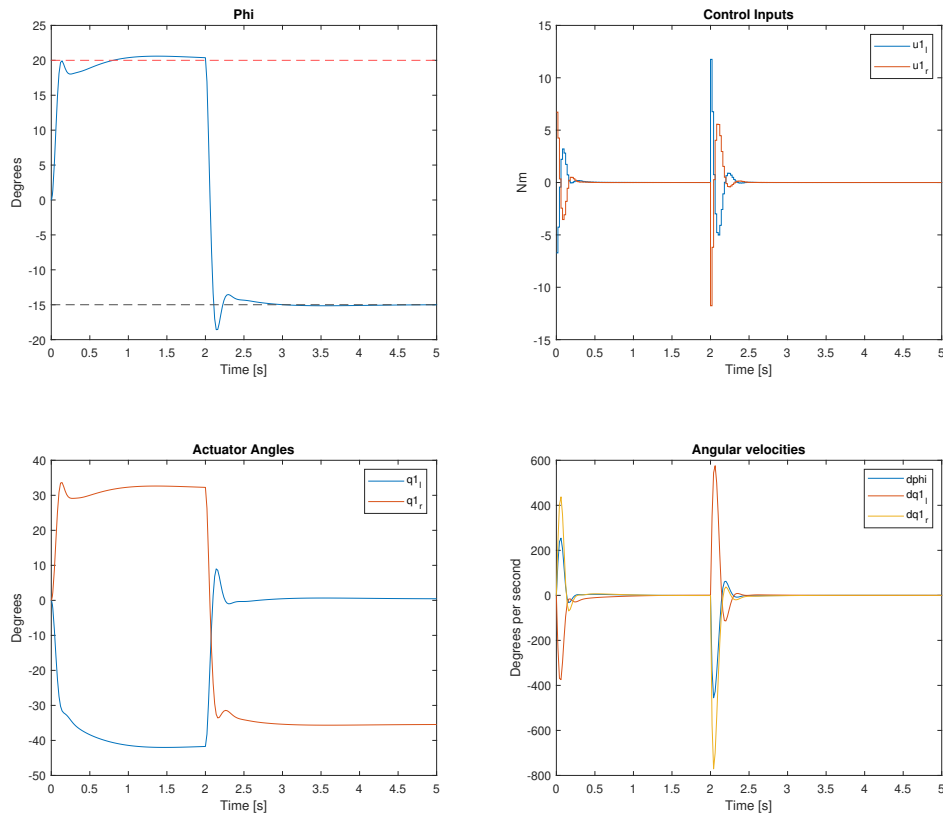 Phi
25
20
15
10
5
0
-5
-10
-15
-20
Degrees
0 0.5 1 1.5 2 2.5 3 3.5 4 4.5 5
Time [s]
Control Inputs
15
10
5
0
-5
-10
-15
Nm
u1_l
u1_r
0 0.5 1 1.5 2 2.5 3 3.5 4 4.5 5
Time [s]
Actuator Angles
40
30
20
10
0
-10
-20
-30
-40
-50
Degrees
q1_l
q1_r
0 0.5 1 1.5 2 2.5 3 3.5 4 4.5 5
Time [s]
Angular velocities
600
400
200
0
-200
-400
-600
-800
Degrees per second
dphi
dq1_l
dq1_r
0 0.5 1 1.5 2 2.5 3 3.5 4 4.5 5
Time [s]